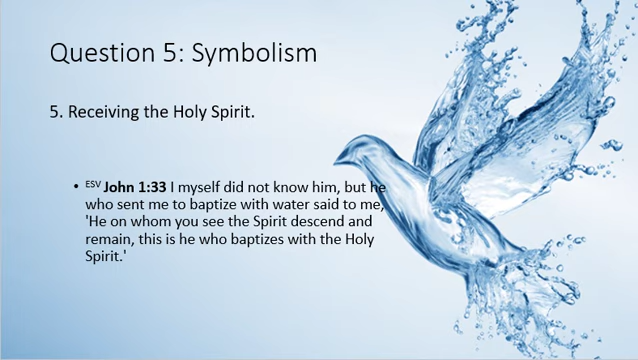 Question 5: Symbolism
5. Receiving the Holy Spirit.
• ESV John 1:33 I myself did not know him, but he
who sent me to baptize with water said to me,
'He on whom you see the Spirit descend and
remain, this is he who baptizes with the Holy
Spirit.'